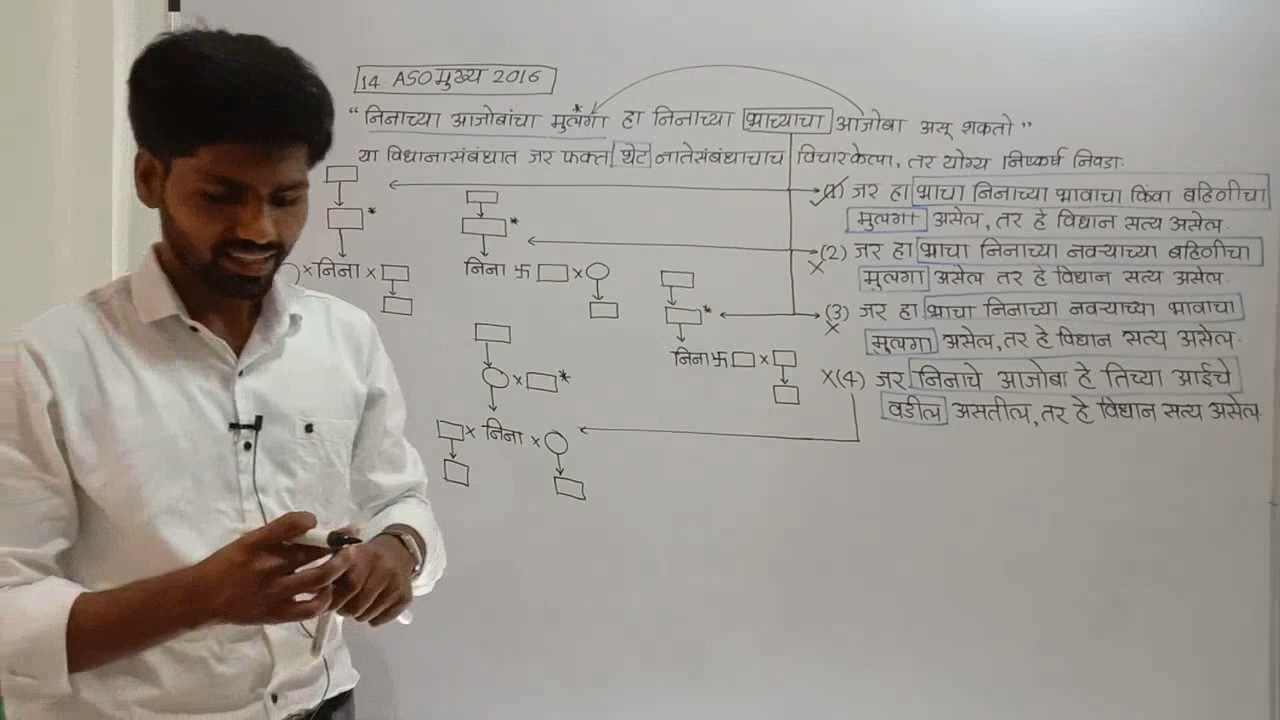 14 ASO मुख्य 2016
“ निनाच्या आजोबांचा मुलगा हा निनाच्या भाच्याचा आजोबा असू शकतो ”
या विधानासंबंधात जर फक्त थेट नातेसंबंधाचाच विचार केला, तर योग्य निष्कर्ष निवडा.
(1) जर हा भाचा निनाच्या भावाचा किंवा बहिणीचा
मुलगा असेल, तर हे विधान सत्य असेल.
(2) जर हा भाचा निनाच्या नवऱ्याच्या बहिणीचा
मुलगा असेल तर हे विधान सत्य असेल.
(3) जर हा भाचा निनाच्या नवऱ्याच्या भावाचा
मुलगा असेल, तर हे विधान सत्य असेल.
(4) जर निनाचे आजोबा हे तिच्या आईचे
वडील असतील, तर हे विधान सत्य असेल.
* निना ×
* निना 卐 ×
* निना 卐 ×
× *
× निना ×